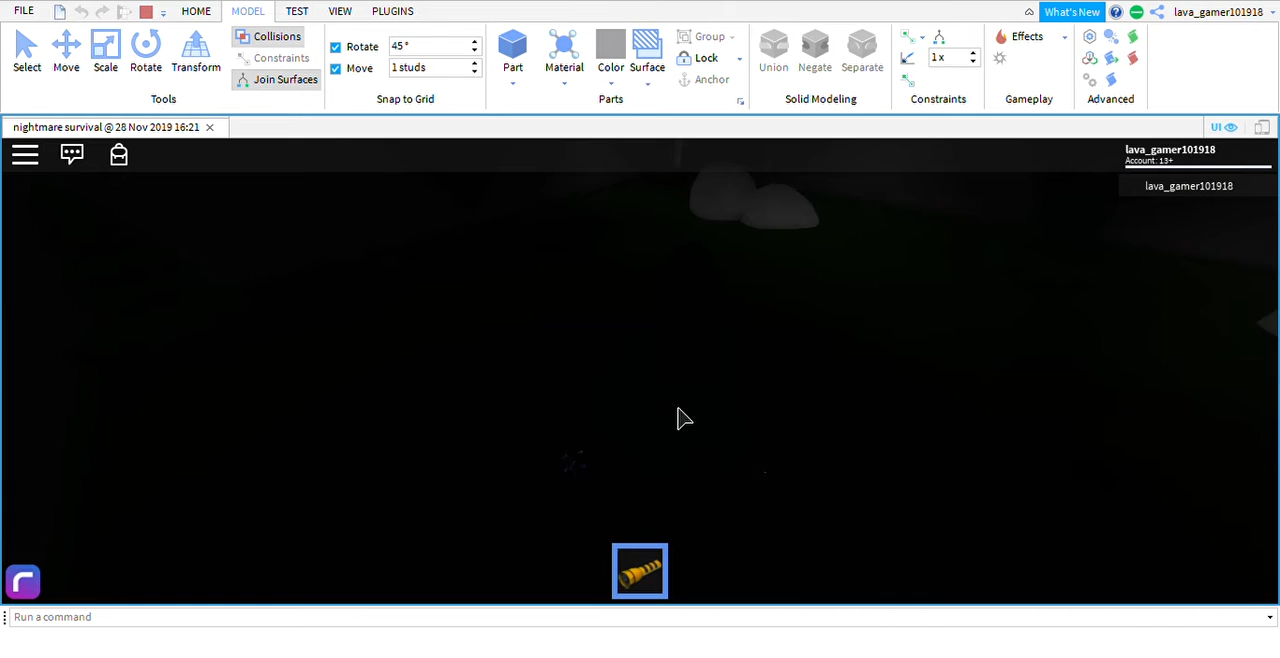 FILE HOME MODEL TEST VIEW PLUGINS What's New lava_gamer101918
Select Move Scale Rotate Transform
Collisions
Constraints
Join Surfaces
Tools
Rotate 45°
Move 1 studs
Snap to Grid
Part Material Color Surface
Group
Lock
Anchor
Parts
Union Negate Separate
Solid Modeling
1 x
Constraints
Effects
Gameplay
Advanced
nightmare survival @ 28 Nov 2019 16:21
UI
lava_gamer101918
Account: 13+
lava_gamer101918
Run a command